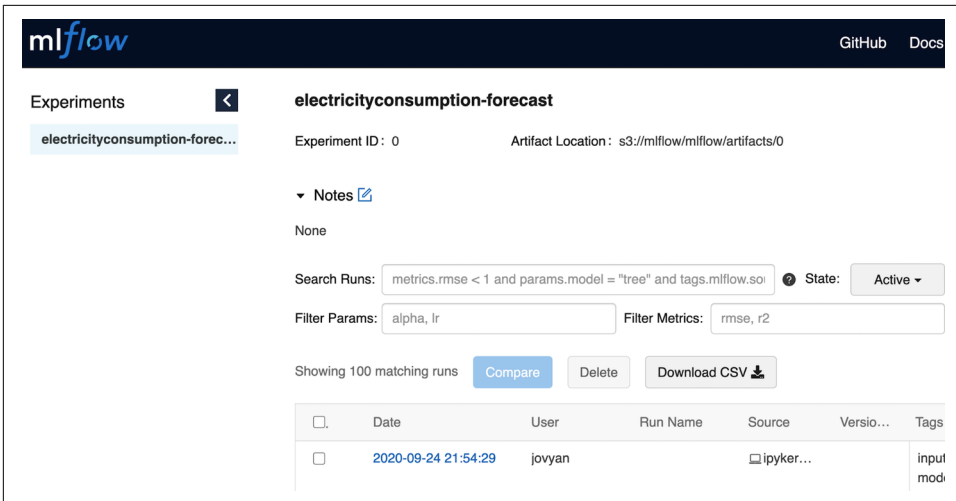 mlflow
GitHub Docs
Experiments
electricityconsumption-forec...
electricityconsumption-forecast
Experiment ID: 0 Artifact Location: s3://mlflow/mlflow/artifacts/0
Notes
None
Search Runs: metrics.rmse < 1 and params.model = "tree" and tags.mlflow.sou State: Active
Filter Params: alpha, lr Filter Metrics: rmse, r2
Showing 100 matching runs Compare Delete Download CSV
Date User Run Name Source Versio... Tags
2020-09-24 21:54:29 jovyan ipyker... input
mode